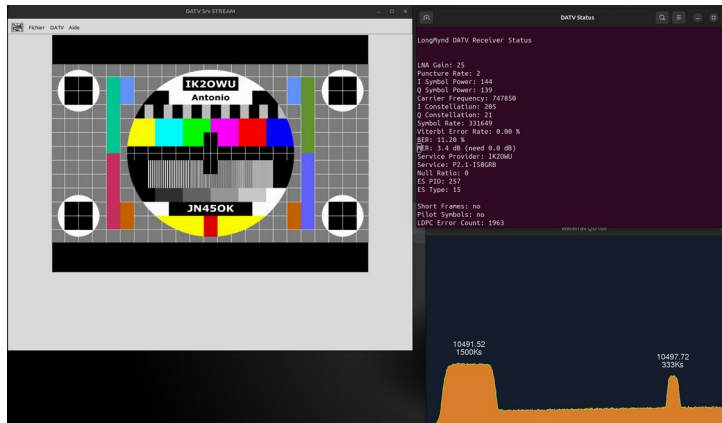 DATV Srv STREAM
Fichier DATV Aide
IK2OWU
Antonio
JN45OK
DATV Status
LongMynd DATV Receiver Status
LNA Gain: 25
Puncture Rate: 2
I Symbol Power: 144
Q Symbol Power: 139
Carrier Frequency: 747850
I Constellation: 205
Q Constellation: 21
Symbol Rate: 331649
Viterbi Error Rate: 0.00 %
BER: 11.20 %
MER: 3.4 dB (need 0.0 dB)
Service Provider: IK2OWU
Service: P2.1-IS0GRB
Null Ratio: 0
ES PID: 257
ES Type: 15
Short Frames: no
Pilot Symbols: no
LDPC Error Count: 1963
10491.52
1500Ks
10497.72
333Ks